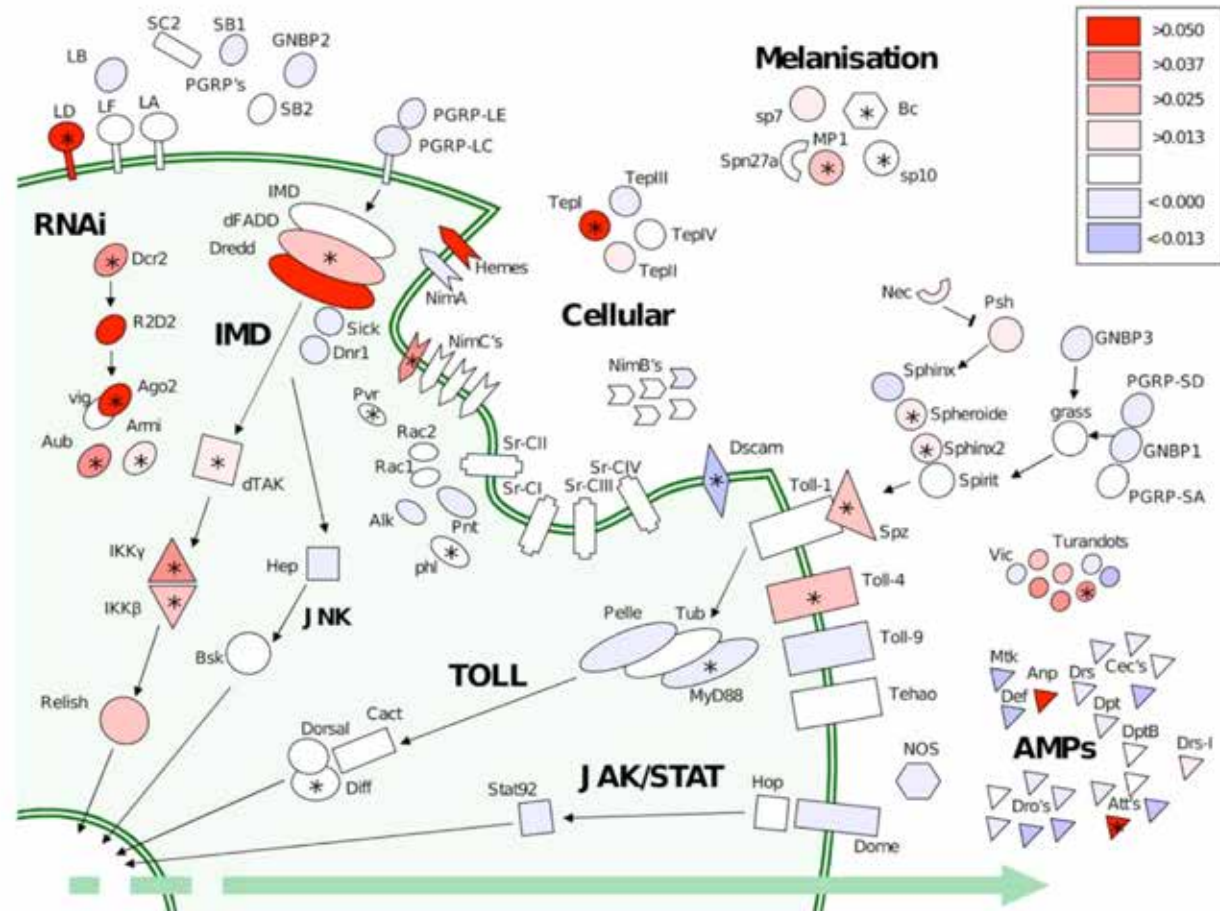 SC2
SB1
GNBP2
LB
PGRP's
SB2
LD
LF
LA
PGRP-LE
PGRP-LC
Melanisation
sp7
Bc
MP1
Spn27a
sp10
>0.050
>0.037
>0.025
>0.013
<0.000
<-0.013
RNAi
IMD
dFADD
Dredd
Dcr2
R2D2
vig
Ago2
Aub
Armi
IMD
Sick
Dnr1
Hemes
NimA
NimC's
TepIII
TepI
TepIV
TepII
Cellular
NimB's
Nec
Psh
GNBP3
Sphinx
PGRP-SD
Spheroide
grass
Sphinx2
GNBP1
Spirit
PGRP-SA
Pvr
Rac2
Rac1
Alk
Pnt
phl
Sr-CII
Sr-CI
Sr-CIII
Sr-CIV
Dscam
Toll-1
Spz
dTAK
IKKγ
IKKβ
Hep
JNK
Bsk
Relish
Vic
Turandots
Toll-4
Toll-9
Tehao
Pelle
Tub
MyD88
TOLL
Dorsal
Cact
Diff
JAK/STAT
Stat92
Hop
Dome
NOS
Mtk
Anp
Drs
Cec's
Def
Dpt
DptB
Drs-l
AMPs
Dro's
Att's